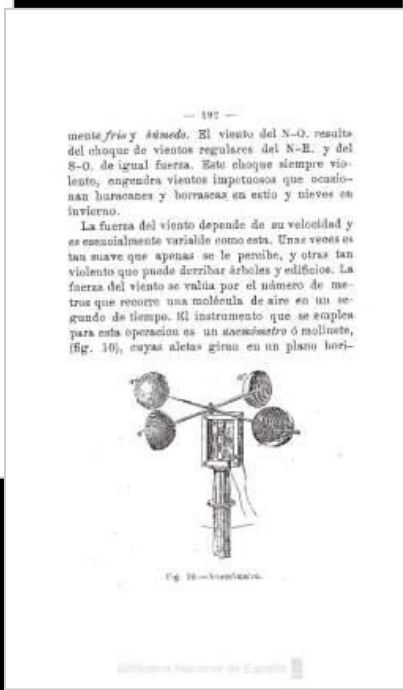 — 192 —
mente frio y húmedo. El viento del N-O. resulta
del choque de vientos regulares del N-E. y del
S-O. de igual fuerza. Este choque siempre vio-
lento, engendra vientos impetuosos que ocasio-
nan huracanes y borrascas en estío y nieves en
invierno.
La fuerza del viento depende de su velocidad y
es esencialmente variable como esta. Unas veces es
tan suave que apenas se le percibe, y otras tan
violento que puede derribar árboles y edificios. La
fuerza del viento se valúa por el número de me-
tros que recorre una molécula de aire en un se-
gundo de tiempo. El instrumento que se emplea
para esta operacion es un anemómetro ó molinete,
(fig. 10), cuyas aletas giran en un plano hori-
Fig. 10.—Anemómetro.
Biblioteca Nacional de España